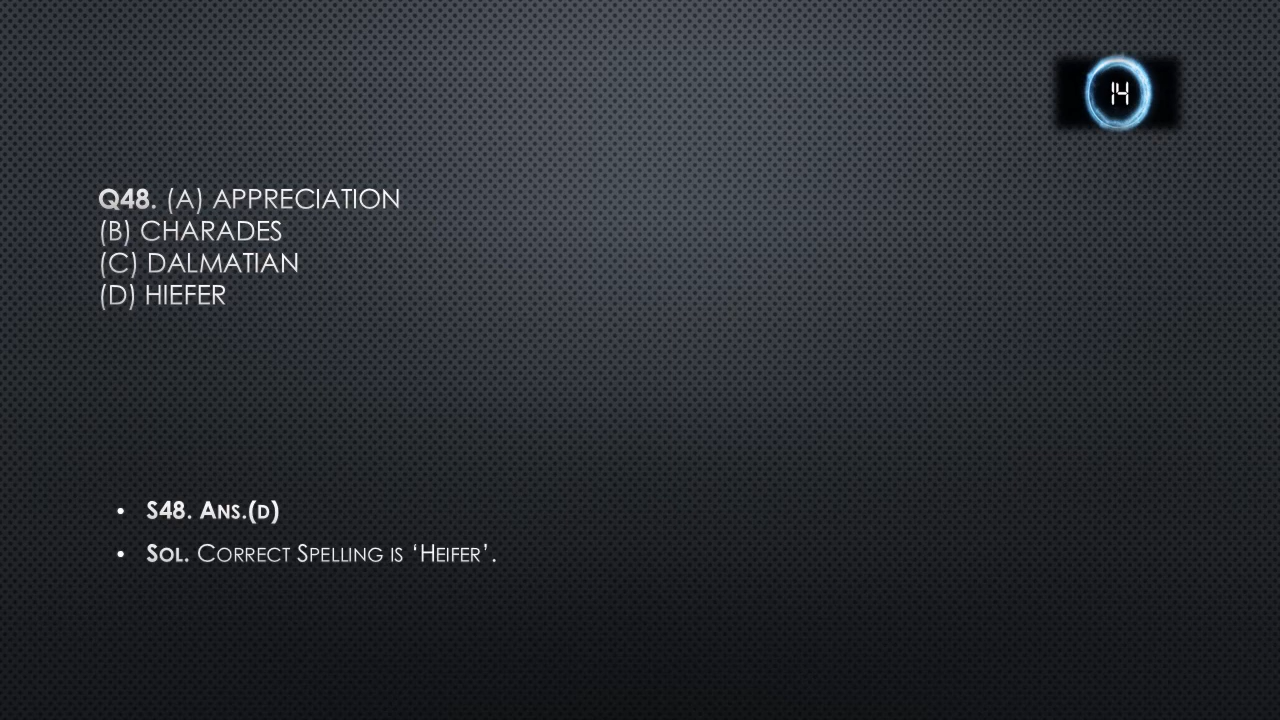 14
Q48. (A) APPRECIATION
(B) CHARADES
(C) DALMATIAN
(D) HIEFER
• S48. ANS.(D)
• SOL. CORRECT SPELLING IS ‘HEIFER’.